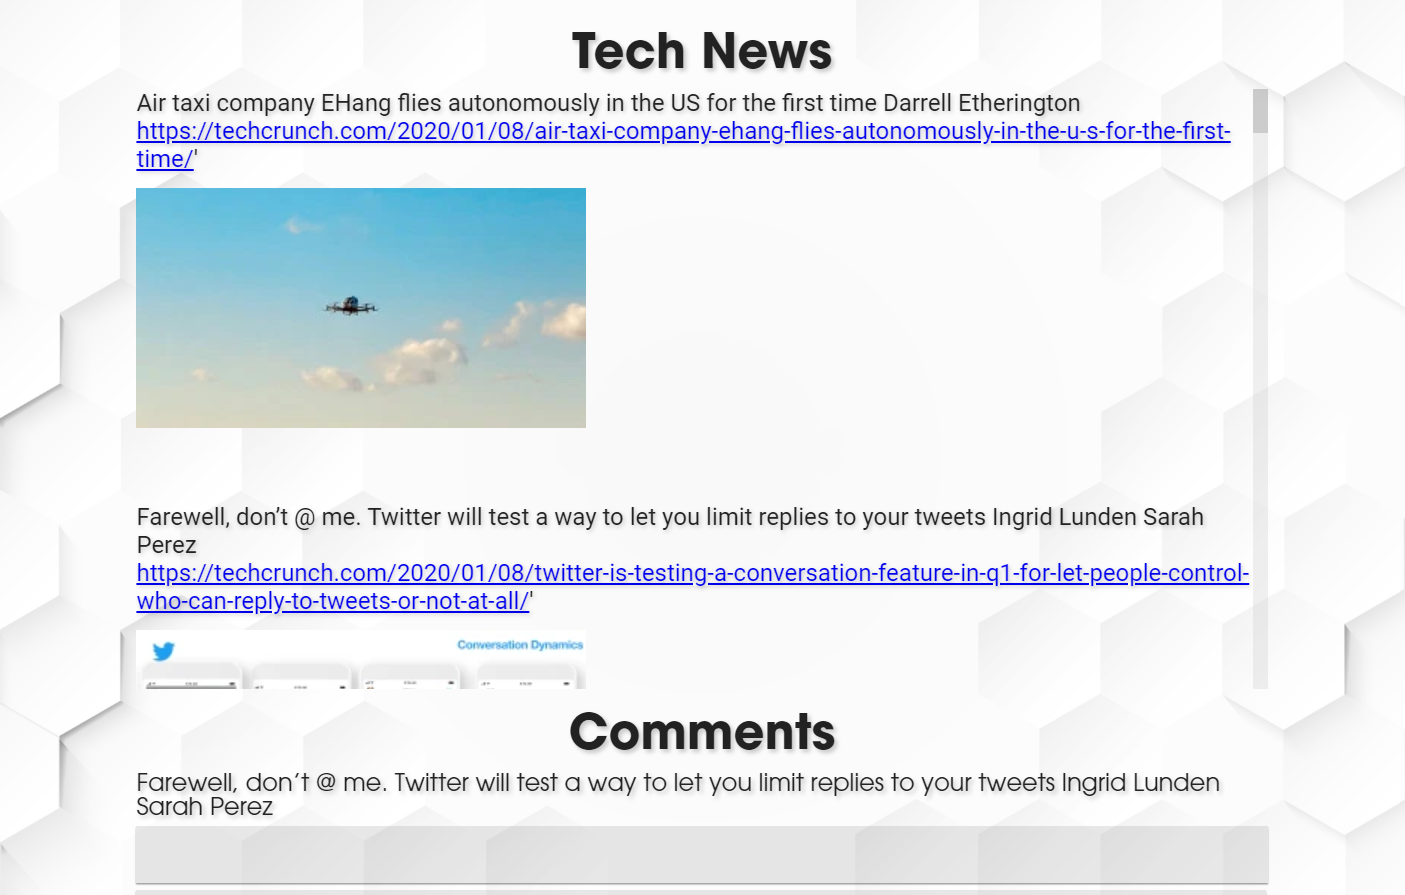 Tech News
Air taxi company EHang flies autonomously in the US for the first time Darrell Etherington
https://techcrunch.com/2020/01/08/air-taxi-company-ehang-flies-autonomously-in-the-u-s-for-the-first-
time/'
Farewell, don’t @ me. Twitter will test a way to let you limit replies to your tweets Ingrid Lunden Sarah
Perez
https://techcrunch.com/2020/01/08/twitter-is-testing-a-conversation-feature-in-q1-for-let-people-control-
who-can-reply-to-tweets-or-not-at-all/'
Conversation Dynamics
Comments
Farewell, don’t @ me. Twitter will test a way to let you limit replies to your tweets Ingrid Lunden
Sarah Perez